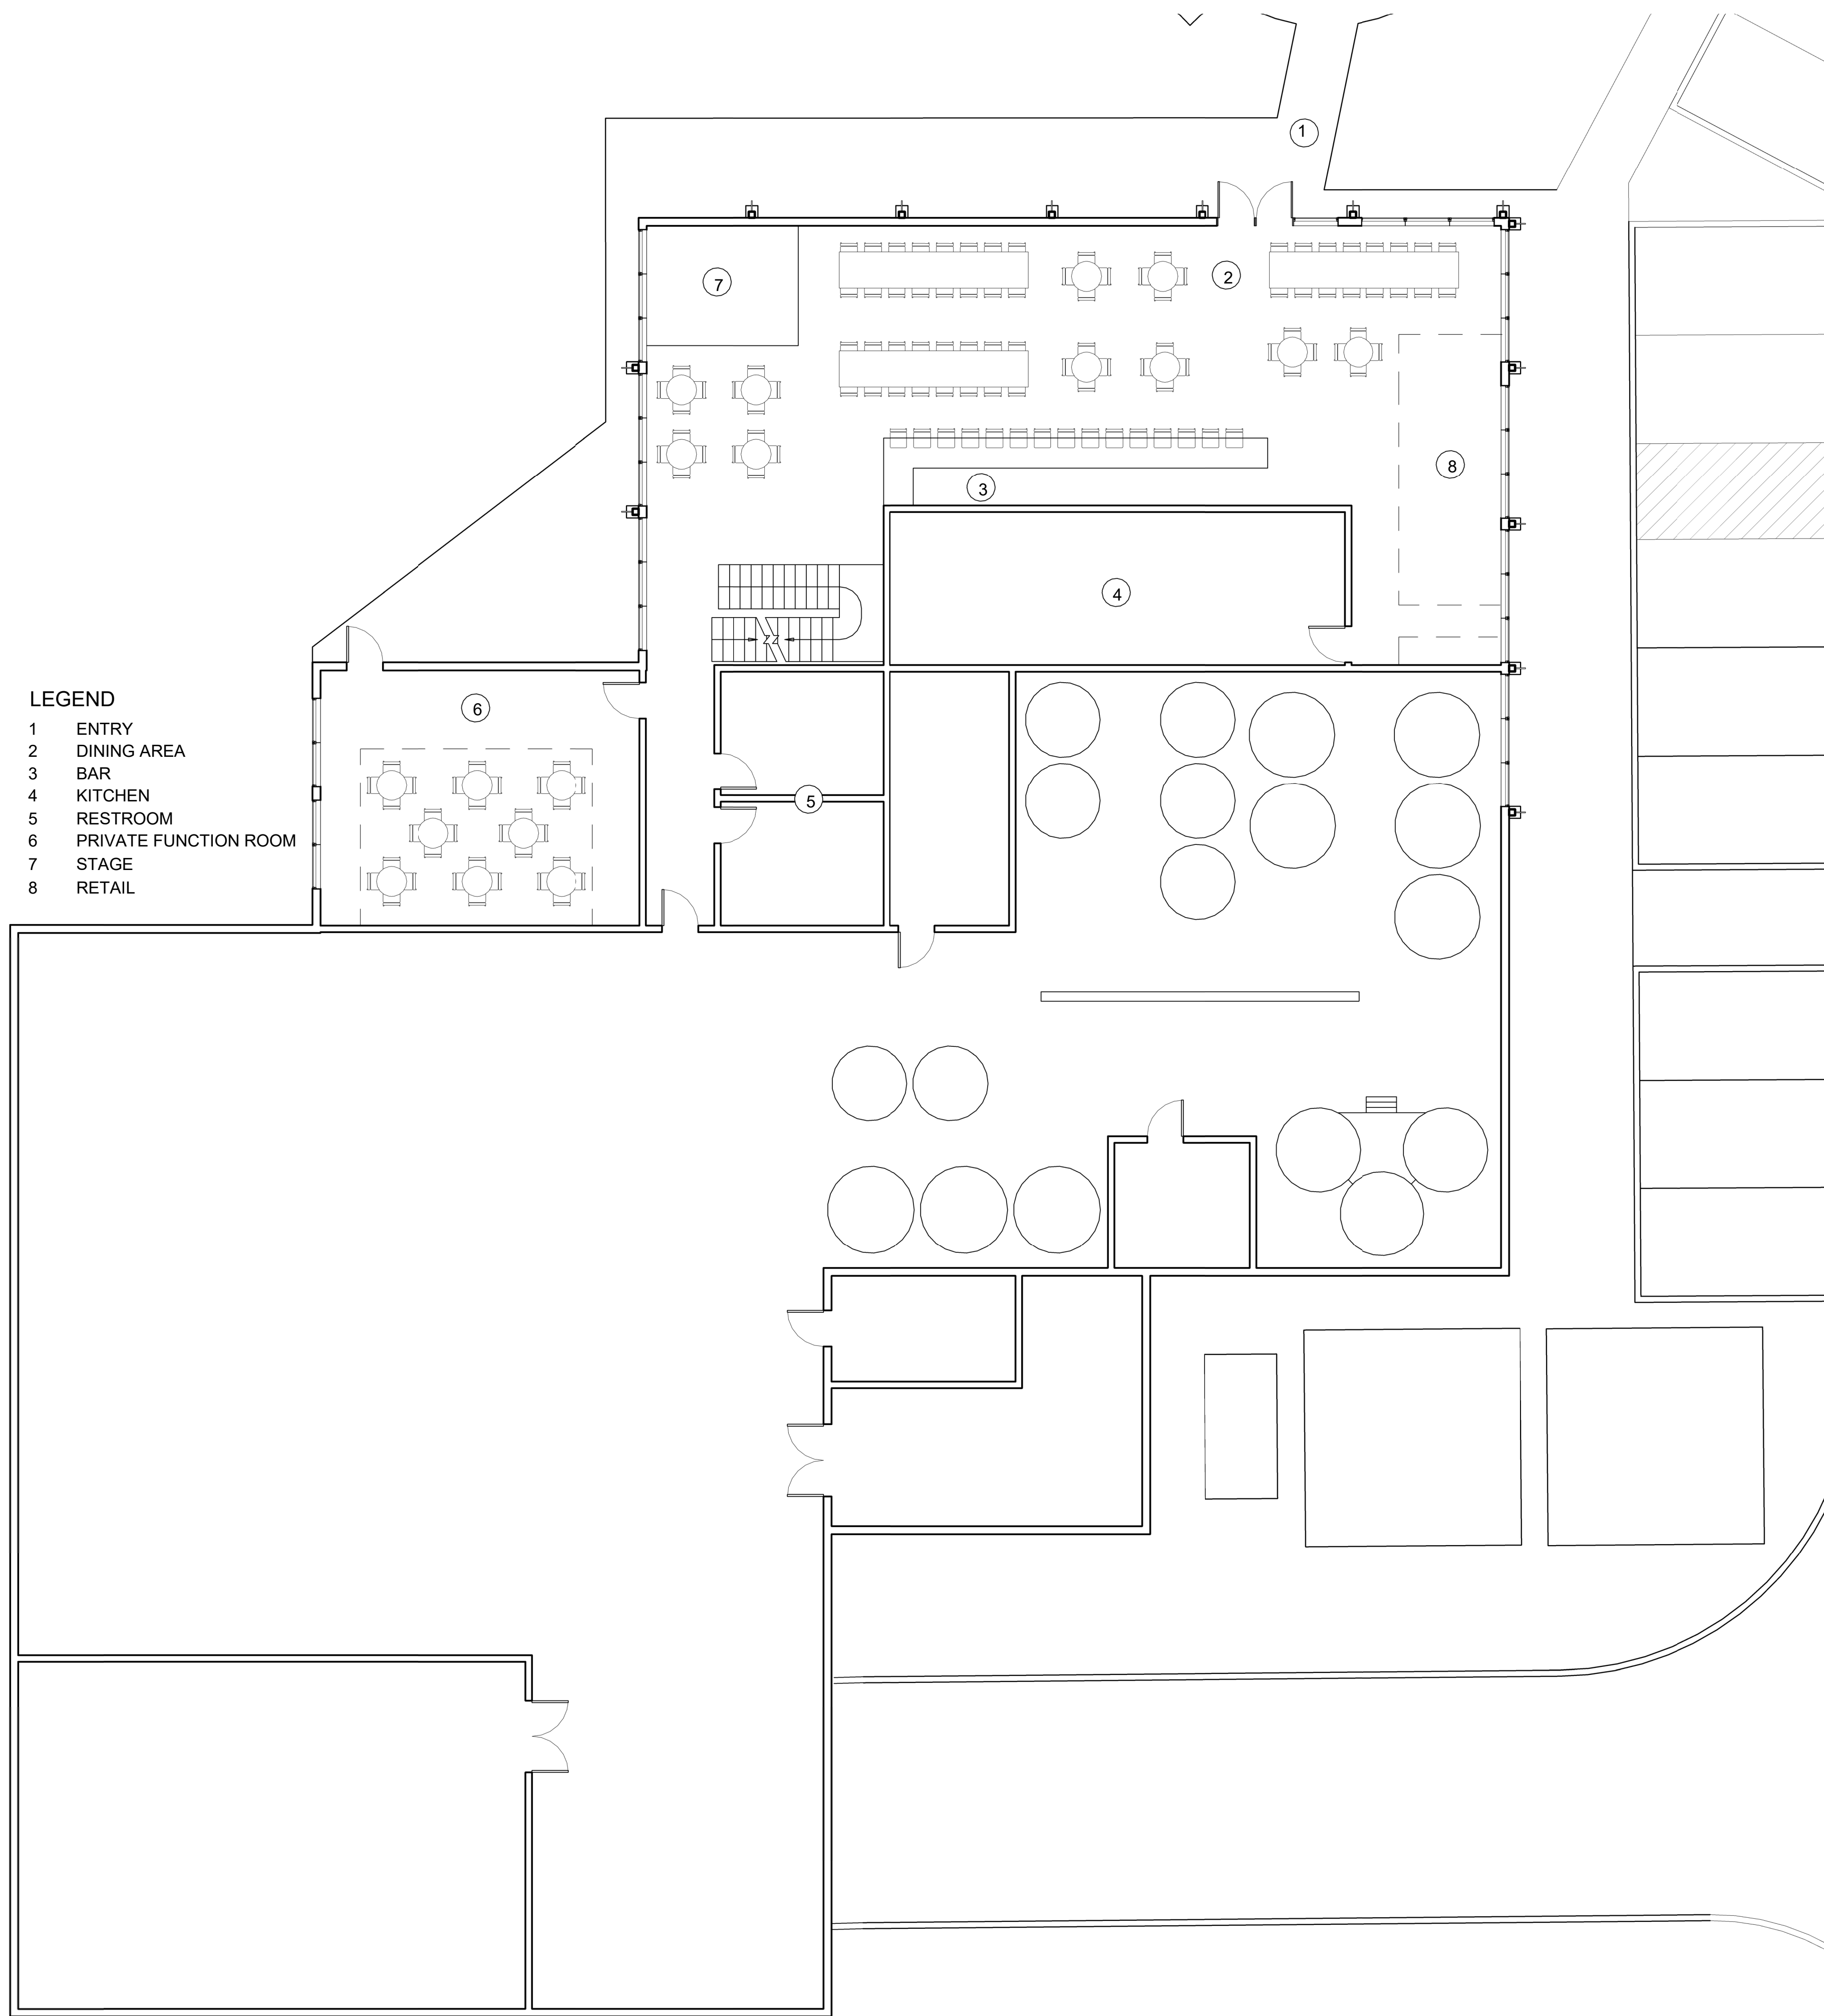 1
2
7
3
8
4
6
LEGEND
1 ENTRY
2 DINING AREA
3 BAR
4 KITCHEN
5 RESTROOM
6 PRIVATE FUNCTION ROOM
7 STAGE
8 RETAIL
5